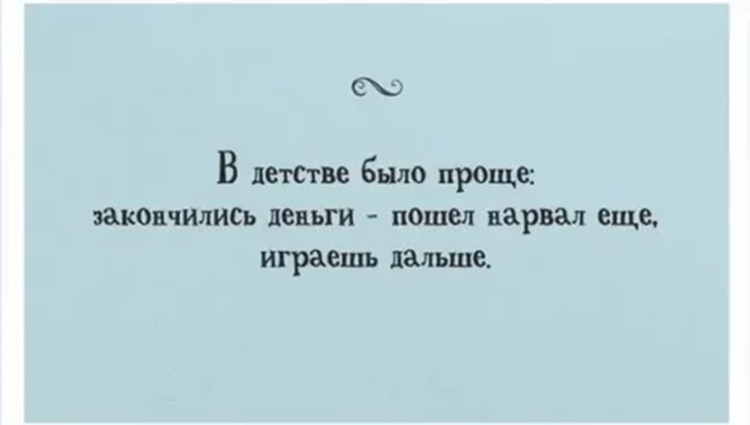 В детстве было проще:
закончились деньги - пошел нарвал еще,
играешь дальше.